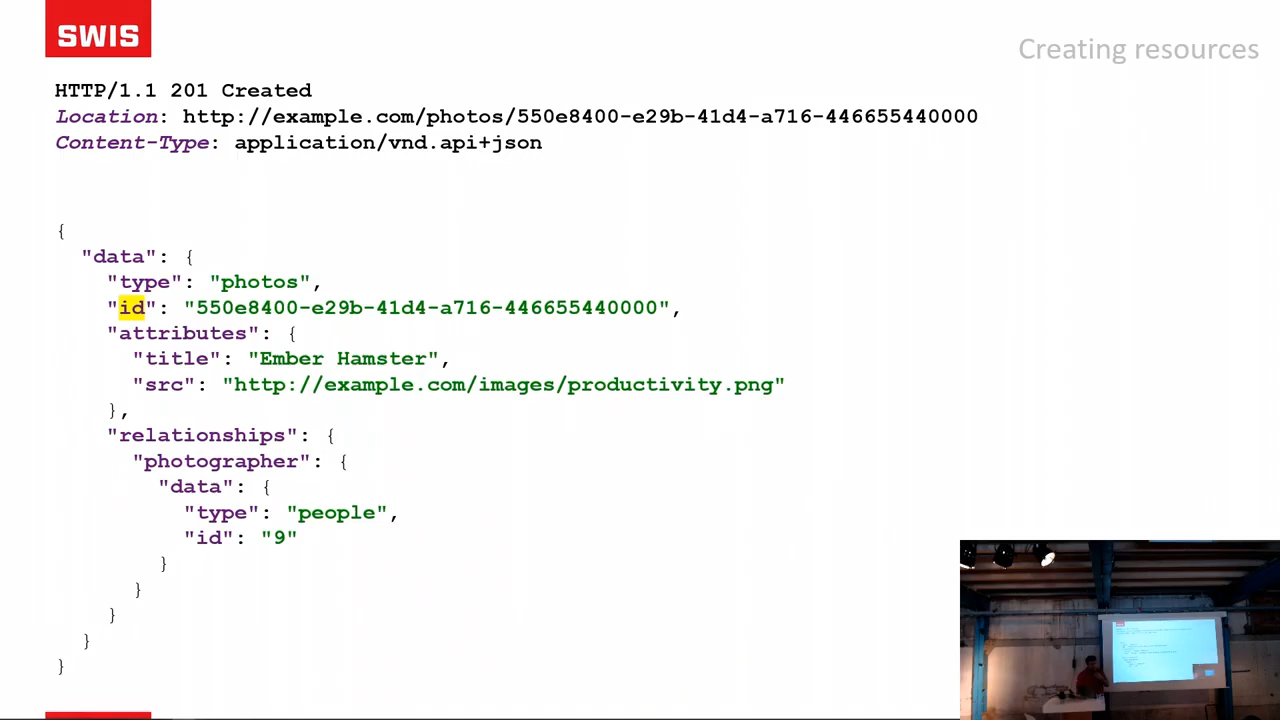 SWIS
Creating resources
HTTP/1.1 201 Created
Location: http://example.com/photos/550e8400-e29b-41d4-a716-446655440000
Content-Type: application/vnd.api+json
{
"data": {
"type": "photos",
"id": "550e8400-e29b-41d4-a716-446655440000",
"attributes": {
"title": "Ember Hamster",
"src": "http://example.com/images/productivity.png"
},
"relationships": {
"photographer": {
"data": {
"type": "people",
"id": "9"
}
}
}
}
}